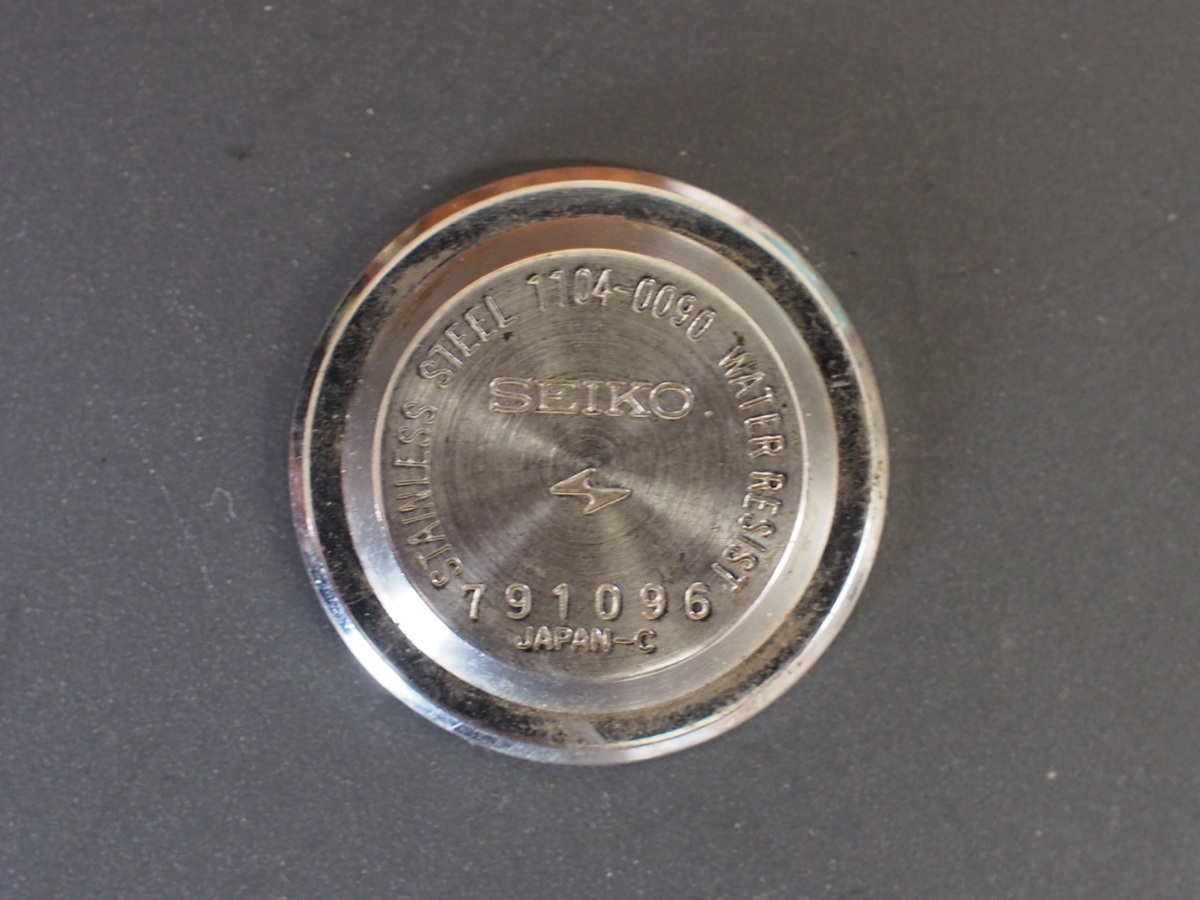 STAINLESS STEEL 1104-0090 WATER RESIST
SEIKO
791096
JAPAN-C